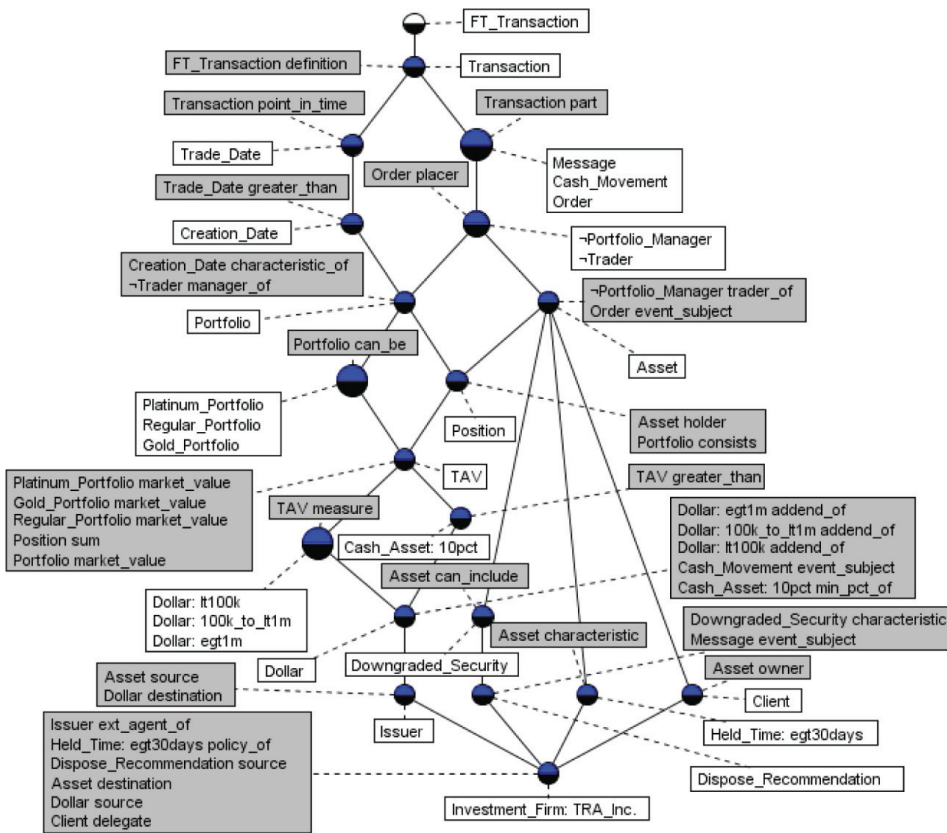 FT_Transaction
FT_Transaction definition
Transaction
Transaction point_in_time
Transaction part
Trade_Date
Message
Cash_Movement
Order
Order placer
Trade_Date greater_than
Creation_Date
¬Portfolio_Manager
¬Trader
Creation_Date characteristic_of
¬Trader manager_of
¬Portfolio_Manager trader_of
Order event_subject
Portfolio
Portfolio can_be
Asset
Platinum_Portfolio
Regular_Portfolio
Gold_Portfolio
Position
Asset holder
Portfolio consists
TAV
TAV greater_than
Platinum_Portfolio market_value
Gold_Portfolio market_value
Regular_Portfolio market_value
Position sum
Portfolio market_value
TAV measure
Dollar: egt1m addend_of
Dollar: 100k_to_lt1m addend_of
Dollar: lt100k addend_of
Cash_Movement event_subject
Cash_Asset: 10pct min_pct_of
Cash_Asset: 10pct
Asset can_include
Dollar: lt100k
Dollar: 100k_to_lt1m
Dollar: egt1m
Asset characteristic
Downgraded_Security characteristic
Message event_subject
Dollar
Downgraded_Security
Asset owner
Asset source
Dollar destination
Client
Issuer
Held_Time: egt30days
Issuer ext_agent_of
Held_Time: egt30days policy_of
Dispose_Recommendation source
Asset destination
Dollar source
Client delegate
Dispose_Recommendation
Investment_Firm: TRA_Inc.